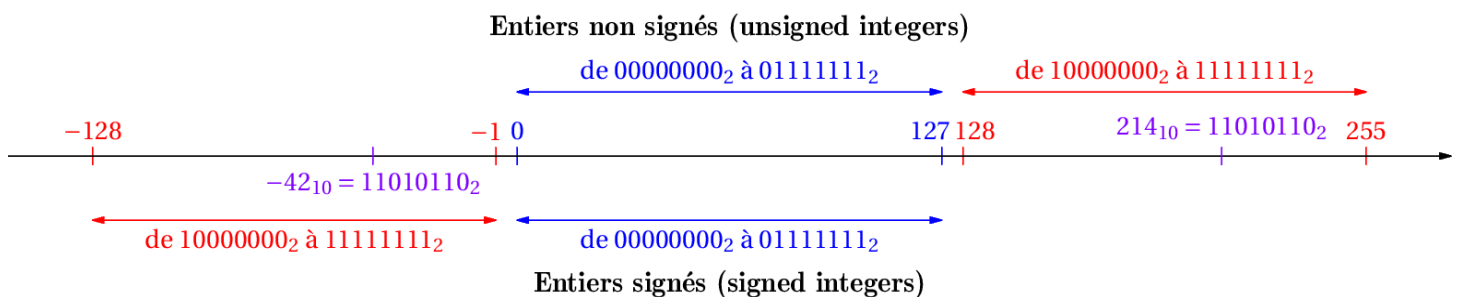 Entiers non signés (unsigned integers)
de 00000000₂ à 01111111₂ de 10000000₂ à 11111111₂
−128 −1 0 127 128 214₁₀ = 11010110₂ 255
−42₁₀ = 11010110₂
de 10000000₂ à 11111111₂ de 00000000₂ à 01111111₂
Entiers signés (signed integers)